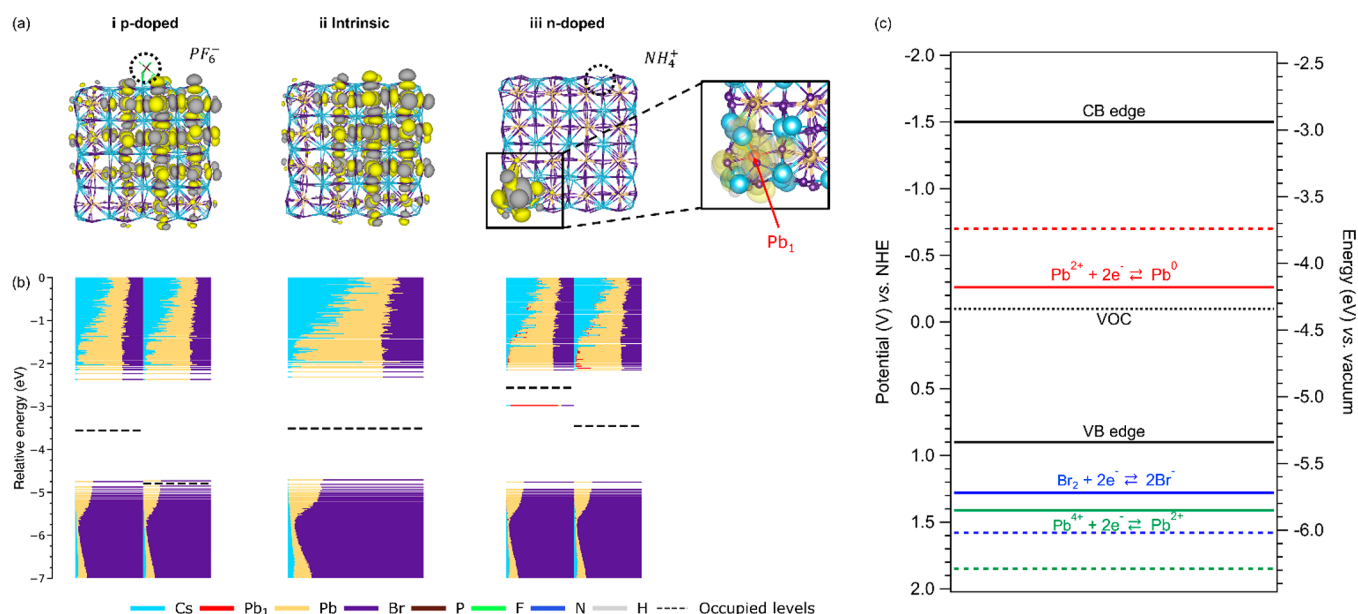 (a)
i p-doped
ii Intrinsic
iii n-doped
PF₆⁻
NH₄⁺
Pb₁
(b)
0
−1
−2
−3
−4
−5
−6
−7
Relative energy (eV)
Cs Pb₁ Pb Br P F N H Occupied levels
(c)
-2.0
-1.5
-1.0
-0.5
0.0
0.5
1.0
1.5
2.0
Potential (V) vs. NHE
CB edge
Pb²⁺ + 2e⁻ ⇄ Pb⁰
VOC
VB edge
Br₂ + 2e⁻ ⇄ 2Br⁻
Pb⁴⁺ + 2e⁻ ⇄ Pb²⁺
-2.5
-3.0
-3.5
-4.0
-4.5
-5.0
-5.5
-6.0
Energy (eV) vs. vacuum